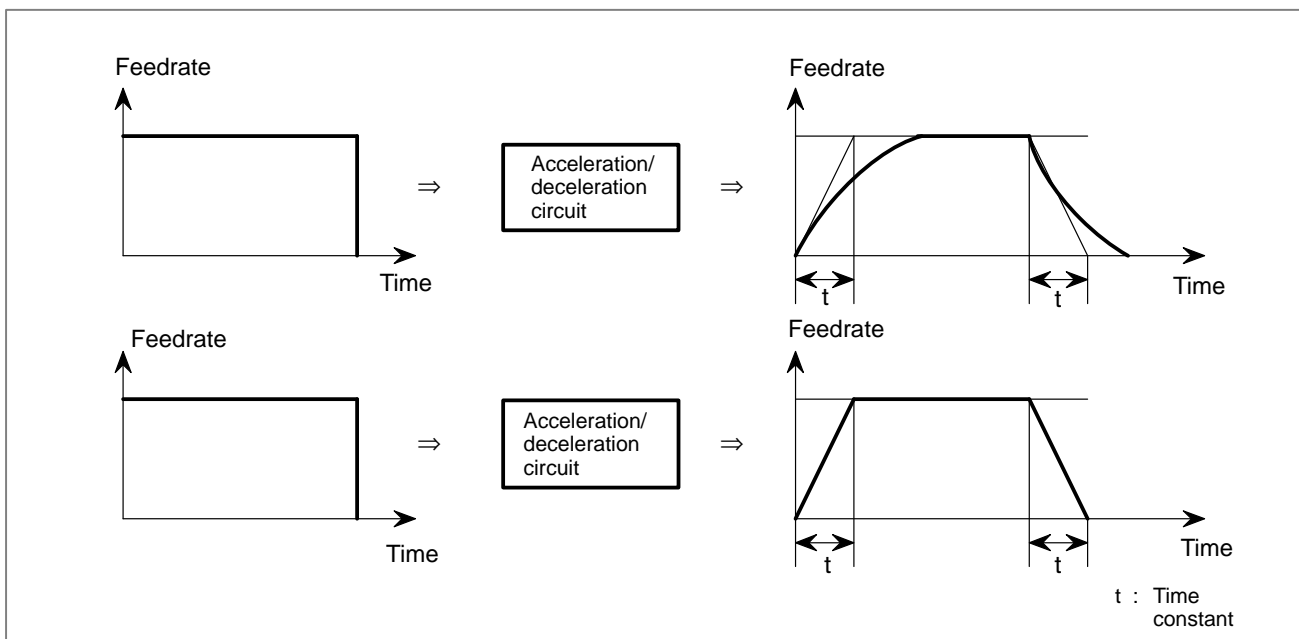 Feedrate
Time
⇒
Acceleration/
deceleration
circuit
⇒
Feedrate
t
t
Time
Feedrate
Time
⇒
Acceleration/
deceleration
circuit
⇒
Feedrate
t
t
Time
t : Time
constant